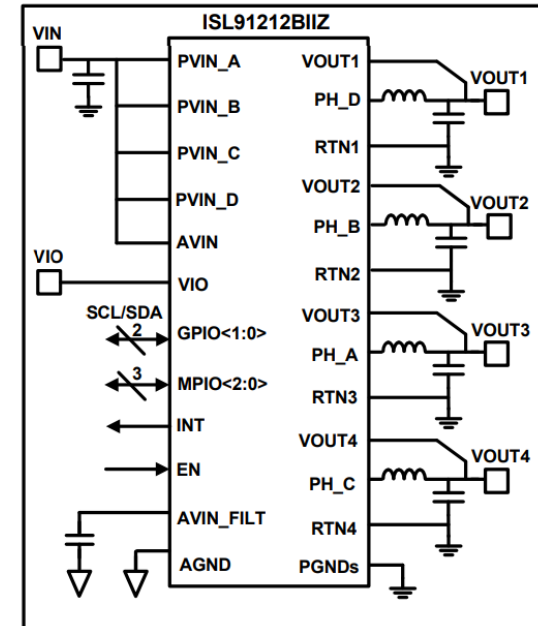 ISL91212BIIZ
VIN
PVIN_A
PVIN_B
PVIN_C
PVIN_D
AVIN
VIO
VIO
SCL/SDA
2
GPIO<1:0>
3
MPIO<2:0>
INT
EN
AVIN_FILT
AGND
VOUT1
VOUT1
PH_D
RTN1
VOUT2
VOUT2
PH_B
RTN2
VOUT3
VOUT3
PH_A
RTN3
VOUT4
VOUT4
PH_C
RTN4
PGNDs